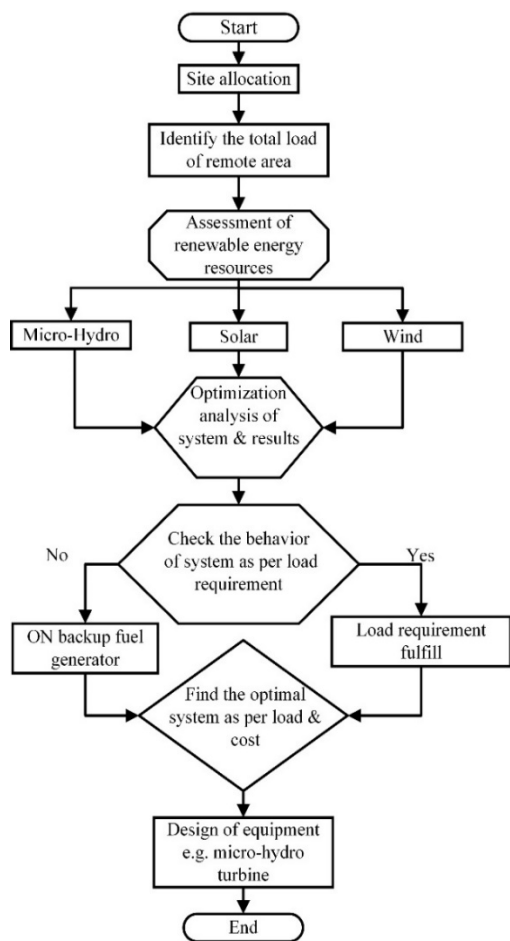 Start
Site allocation
Identify the total load
of remote area
Assessment of
renewable energy
resources
Micro-Hydro
Solar
Wind
Optimization
analysis of
system & results
Check the behavior
of system as per load
requirement
No
Yes
ON backup fuel
generator
Load requirement
fulfill
Find the optimal
system as per load &
cost
Design of equipment
e.g. micro-hydro
turbine
End